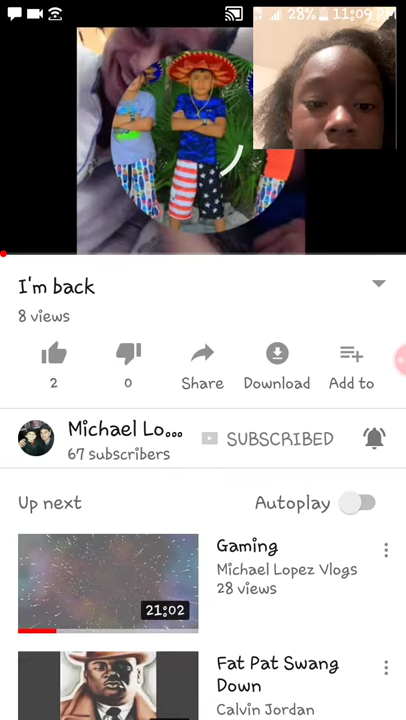 28% 11:09 AM
I'm back
8 views
2
0
Share
Download
Add to
Michael Lo...
SUBSCRIBED
67 subscribers
Up next
Autoplay
Gaming
Michael Lopez Vlogs
28 views
21:02
Fat Pat Swang
Down
Calvin Jordan